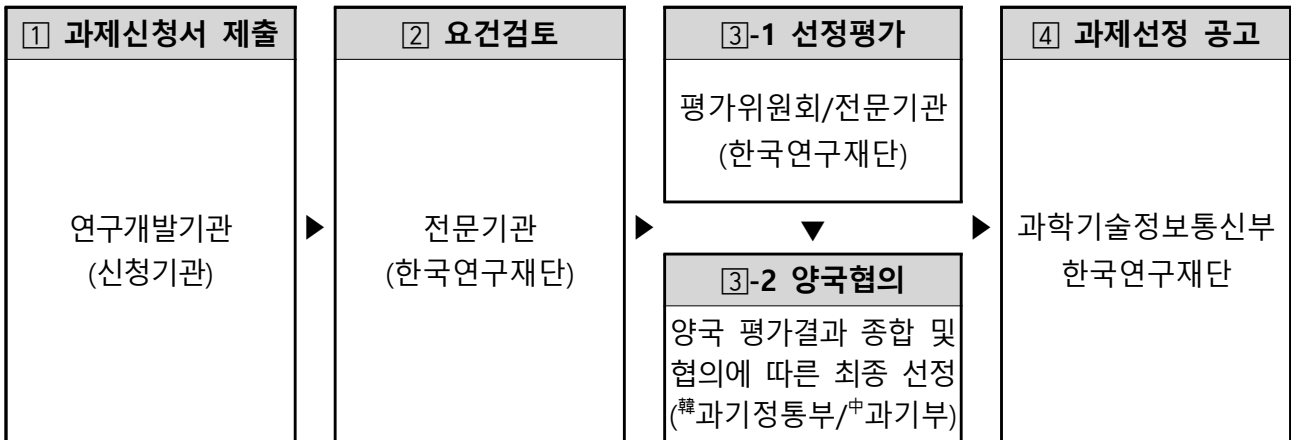 1 과제신청서 제출
연구개발기관
(신청기관)
▶
2 요건검토
전문기관
(한국연구재단)
▶
3-1 선정평가
평가위원회/전문기관
(한국연구재단)
▼
3-2 양국협의
양국 평가결과 종합 및
협의에 따른 최종 선정
(韓과기정통부/中과기부)
▶
4 과제선정 공고
과학기술정보통신부
한국연구재단